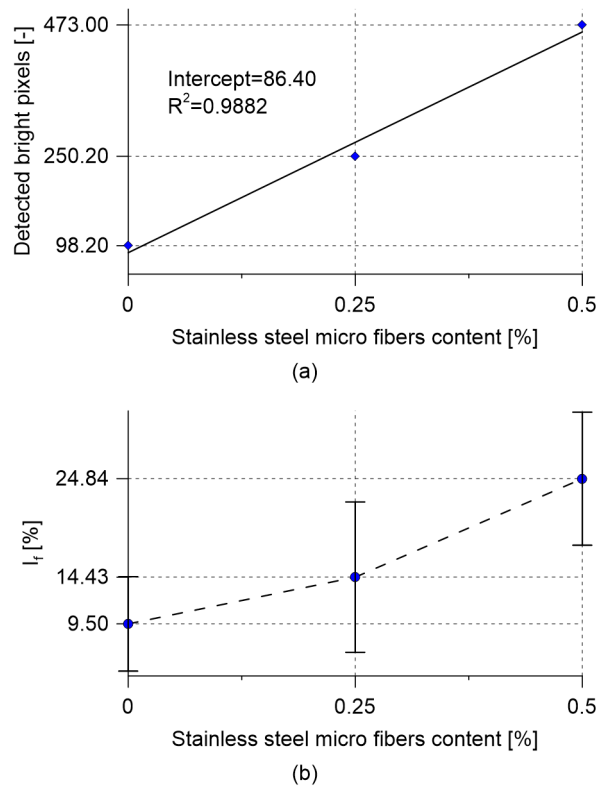 473.00
Detected bright pixels [-]
Intercept=86.40
R²=0.9882
250.20
98.20
0 0.25 0.5
Stainless steel micro fibers content [%]
(a)
24.84
I_f [%]
14.43
9.50
0 0.25 0.5
Stainless steel micro fibers content [%]
(b)